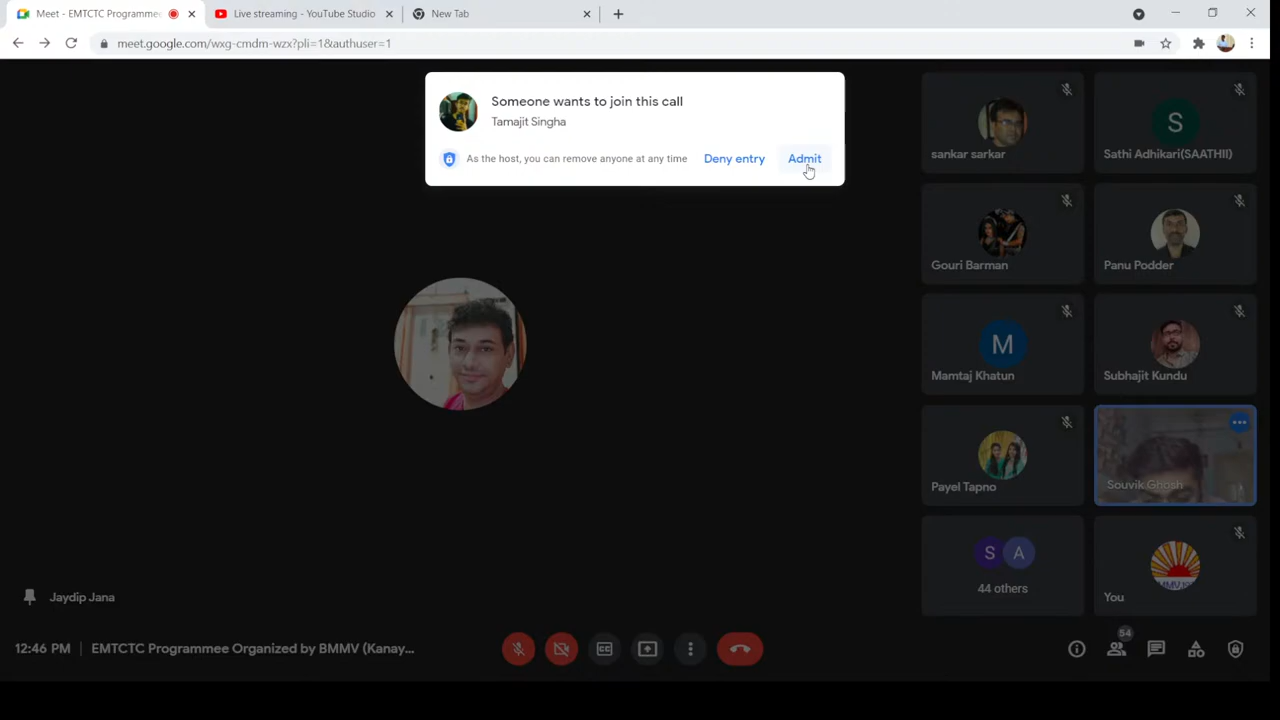 Meet - EMTCTC Programmee
Live streaming - YouTube Studio
New Tab
meet.google.com/wxg-cmdm-wzx?pli=1&authuser=1
Someone wants to join this call
Tamajit Singha
As the host, you can remove anyone at any time
Deny entry
Admit
sankar sarkar
S
Sathi Adhikari(SAATHII)
Gouri Barman
Panu Podder
M
Mamtaj Khatun
Subhajit Kundu
Payel Tapno
Souvik Ghosh
S A
44 others
You
Jaydip Jana
12:46 PM
EMTCTC Programmee Organized by BMMV (Kanay...
CC
54